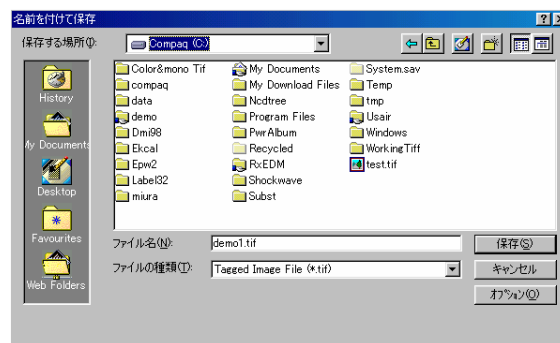 名前を付けて保存
保存する場所(I):
Compaq (C:)
History
My Documents
Desktop
Favourites
Web Folders
Color&mono Tif
compaq
data
demo
Dmi98
Ekcal
Epw2
Label32
miura
My Documents
My Download Files
Ncdtree
Program Files
PwrAlbum
Recycled
RxEDM
Shockwave
Subst
System.sav
Temp
tmp
Usair
Windows
WorkingTiff
test.tif
ファイル名(N):
demo1.tif
保存(S)
ファイルの種類(T):
Tagged Image File (*.tif)
キャンセル
オプション(O)